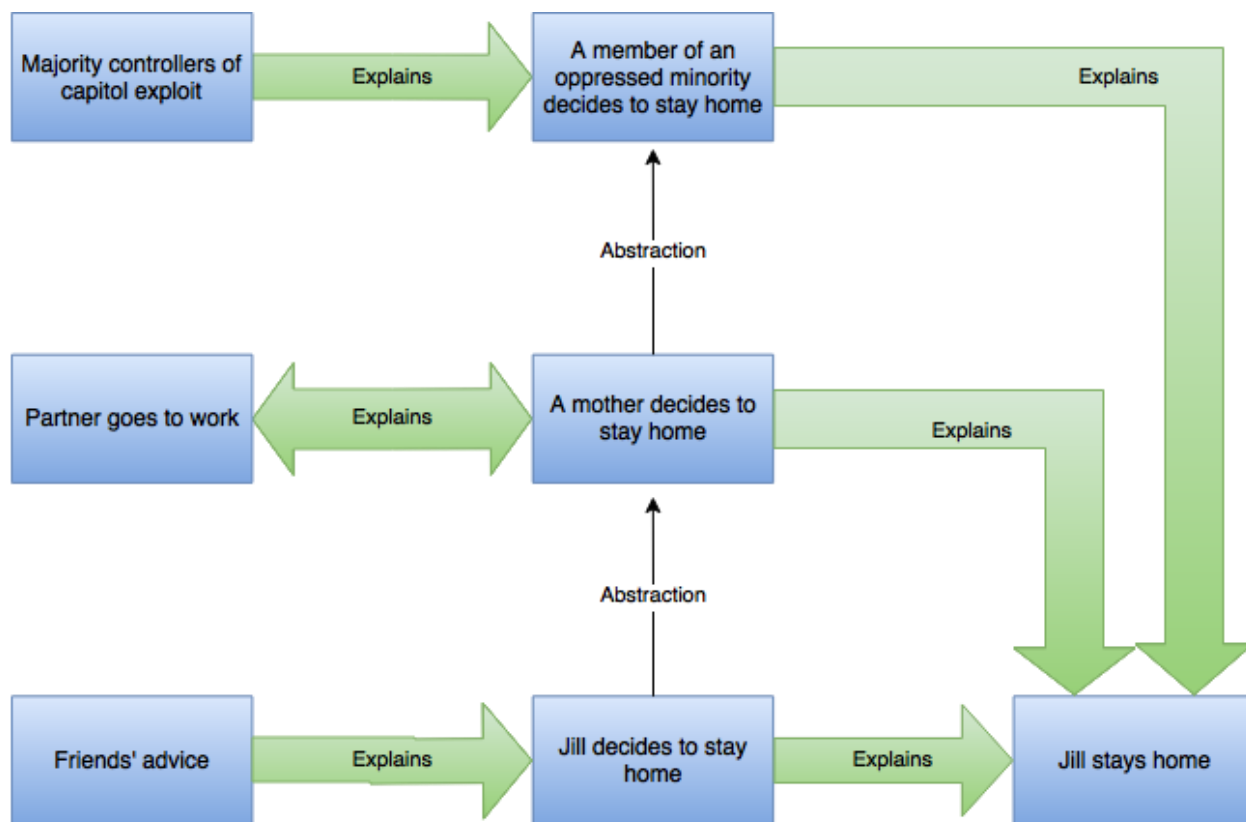 Majority controllers of
capitol exploit
Explains
A member of an
oppressed minority
decides to stay home
Explains
Abstraction
Partner goes to work
Explains
A mother decides to
stay home
Explains
Abstraction
Friends' advice
Explains
Jill decides to stay
home
Explains
Jill stays home